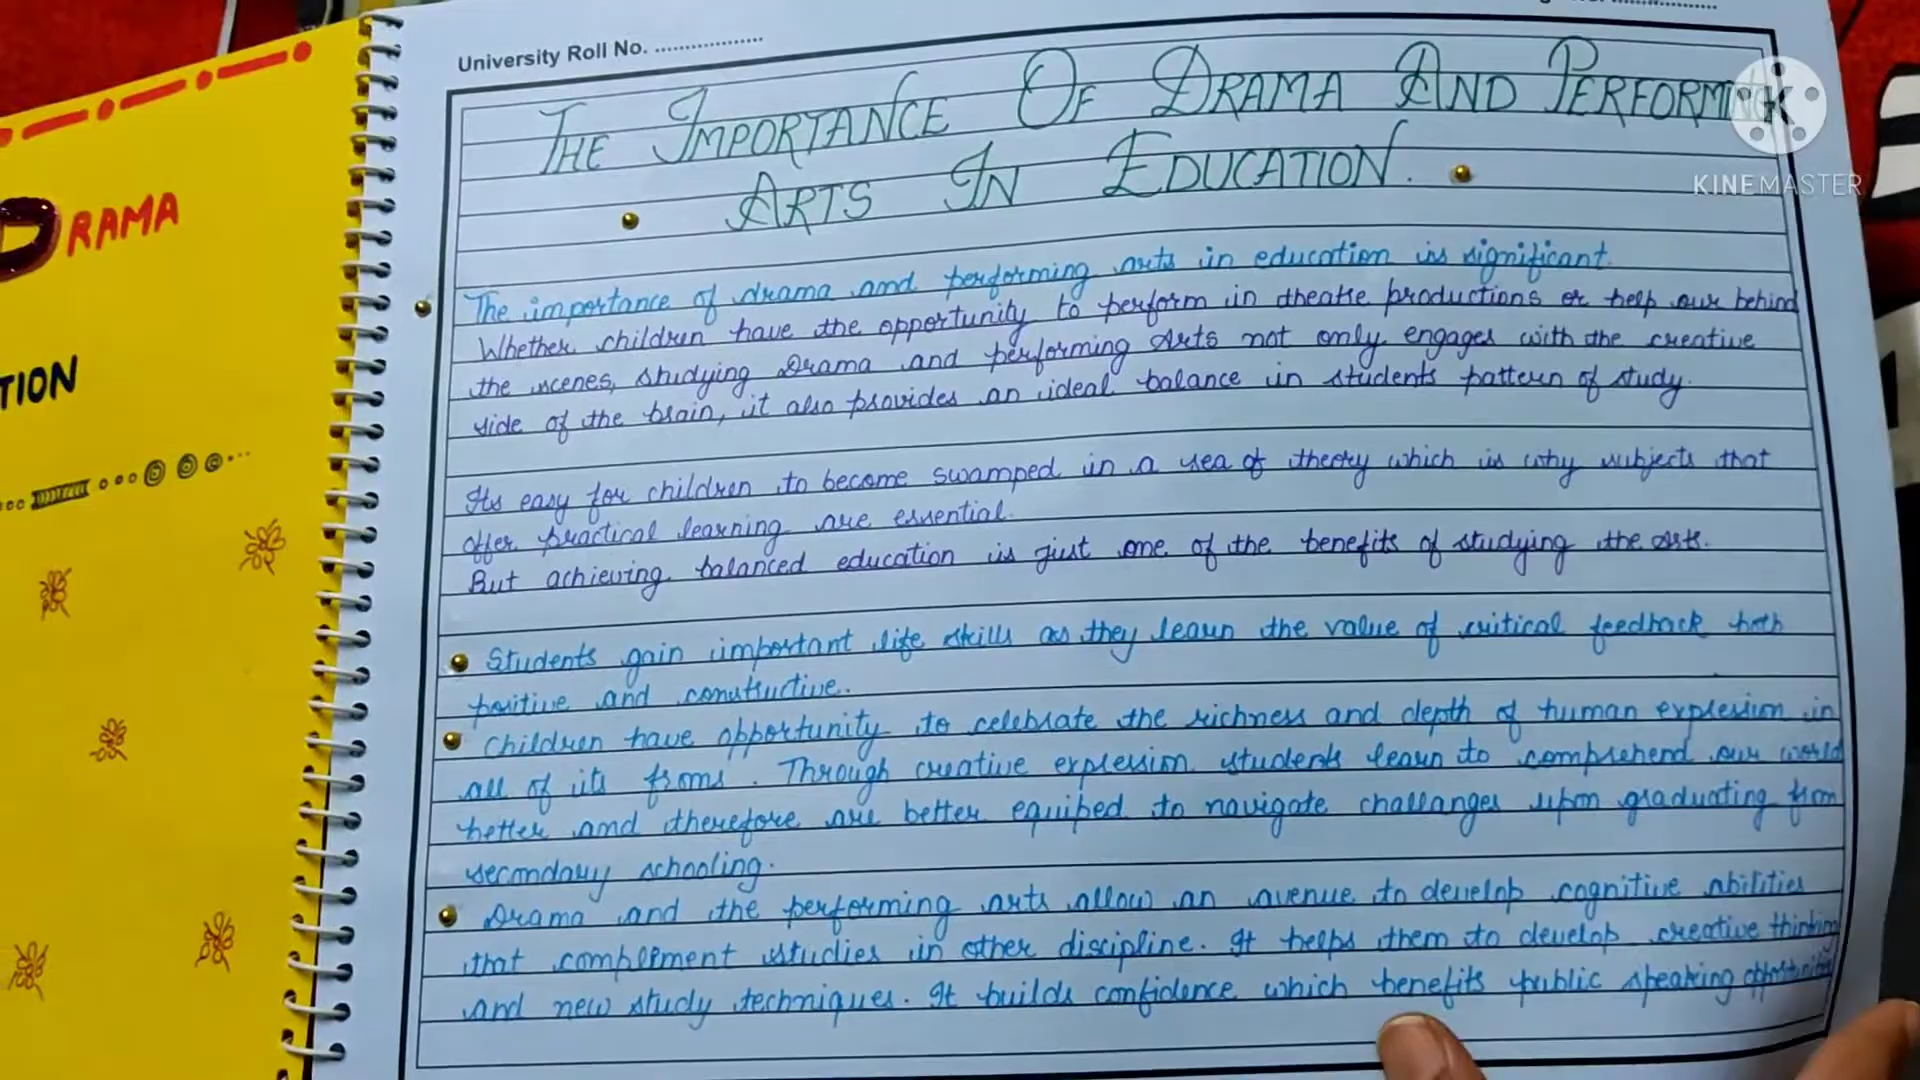 University Roll No. ..................
THE IMPORTANCE OF DRAMA AND PERFORMING
ARTS IN EDUCATION.
The importance of drama and performing arts in education is significant.
Whether children have the opportunity to perform in theatre productions or help our behind
the scenes, studying drama and performing arts not only engages with the creative
side of the brain, it also provides an ideal balance in students pattern of study.
Its easy for children to become swamped in a sea of theory which is why subjects that
offer practical learning are essential.
But achieving balanced education is just one of the benefits of studying the arts.
Students gain important life skills as they learn the value of critical feedback both
positive and constructive.
Children have opportunity to celebrate the richness and depth of human expression in
all of its froms. Through creative expression students learn to comprehend our world
better and therefore are better equiped to navigate challanges upon graduating from
secondary schooling.
Drama and the performing arts allow an avenue to develop cognitive abilities
that complement studies in other discipline. It helps them to develop creative thinking
and new study techniques. It builds confidence which benefits public speaking opportunities
DRAMA
TION
K
KINEMASTER